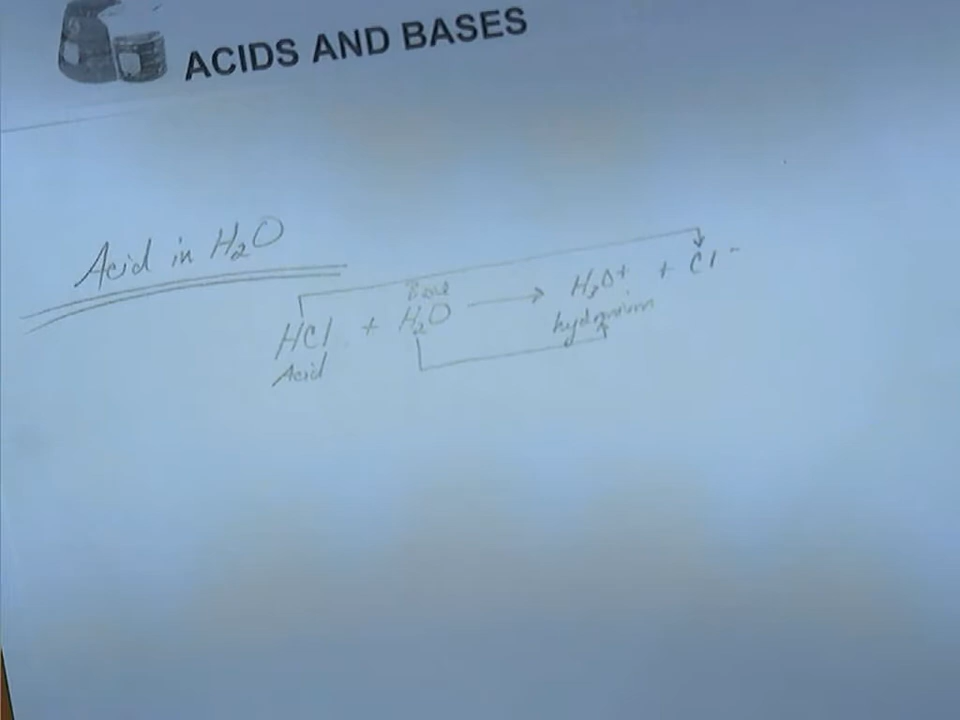 ACIDS AND BASES
Acid in H₂O
Base
HCl + H₂O → H₃O⁺ + Cl⁻
Acid
hydronium